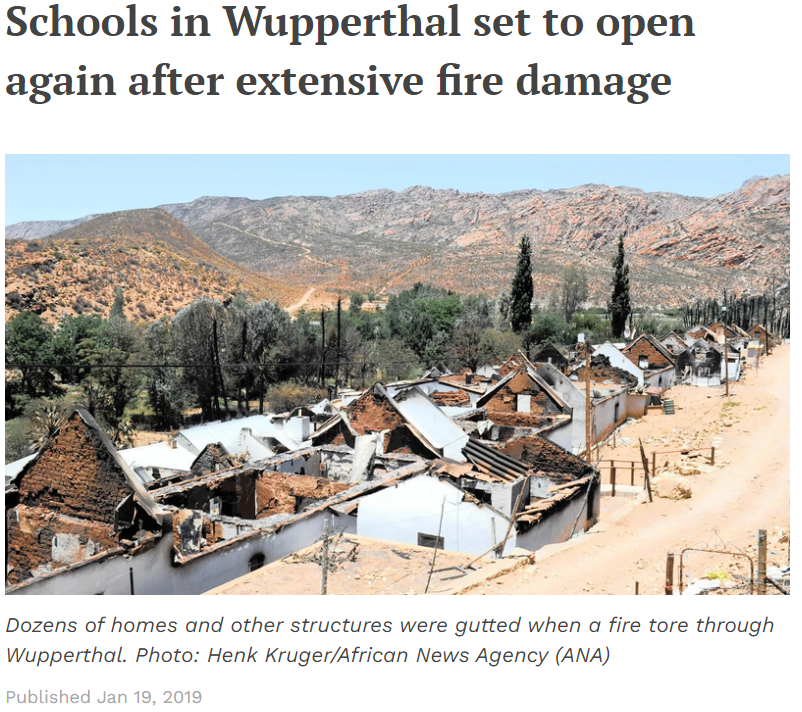 Schools in Wupperthal set to open
again after extensive fire damage
Dozens of homes and other structures were gutted when a fire tore through
Wupperthal. Photo: Henk Kruger/African News Agency (ANA)
Published Jan 19, 2019